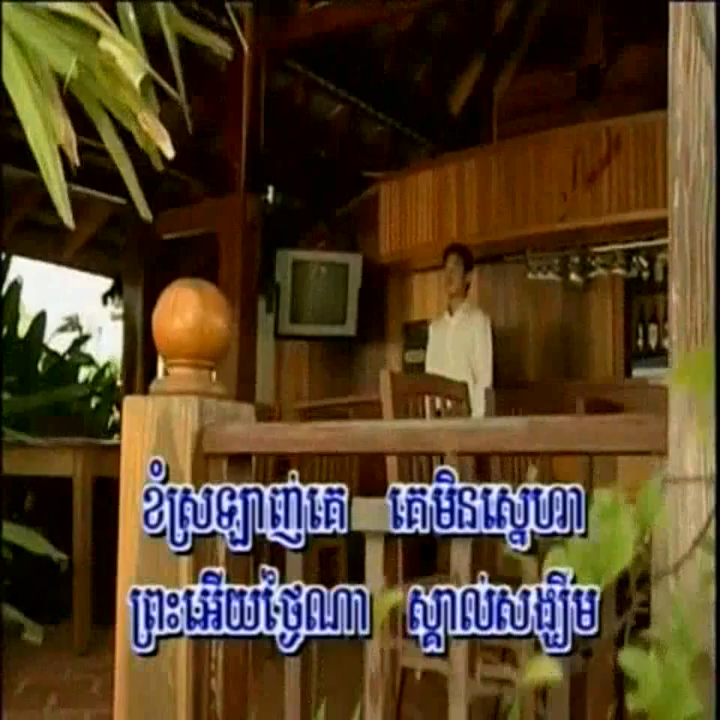 ខំស្រឡាញ់គេ គេមិនស្នេហា
ព្រះអើយថ្ងៃណា ស្គាល់សង្ឃឹម